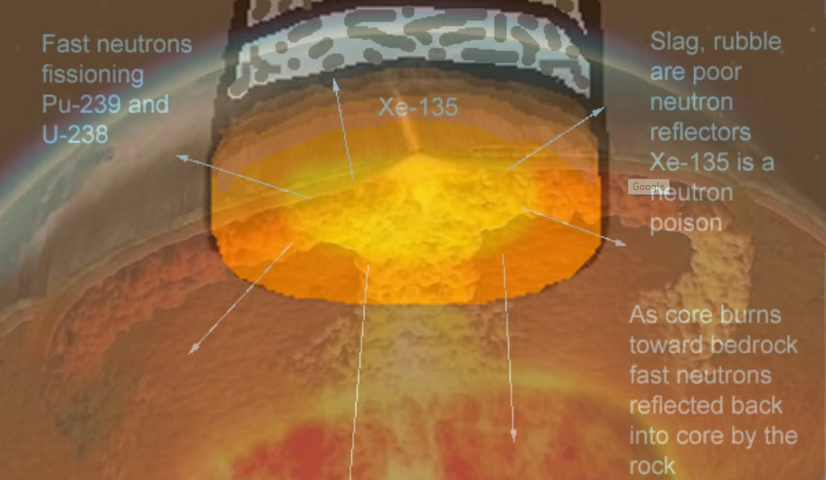 Fast neutrons
fissioning
Pu-239 and
U-238
Xe-135
Slag, rubble
are poor
neutron
reflectors
Xe-135 is a
Google
neutron
poison
As core burns
toward bedrock
fast neutrons
reflected back
into core by the
rock